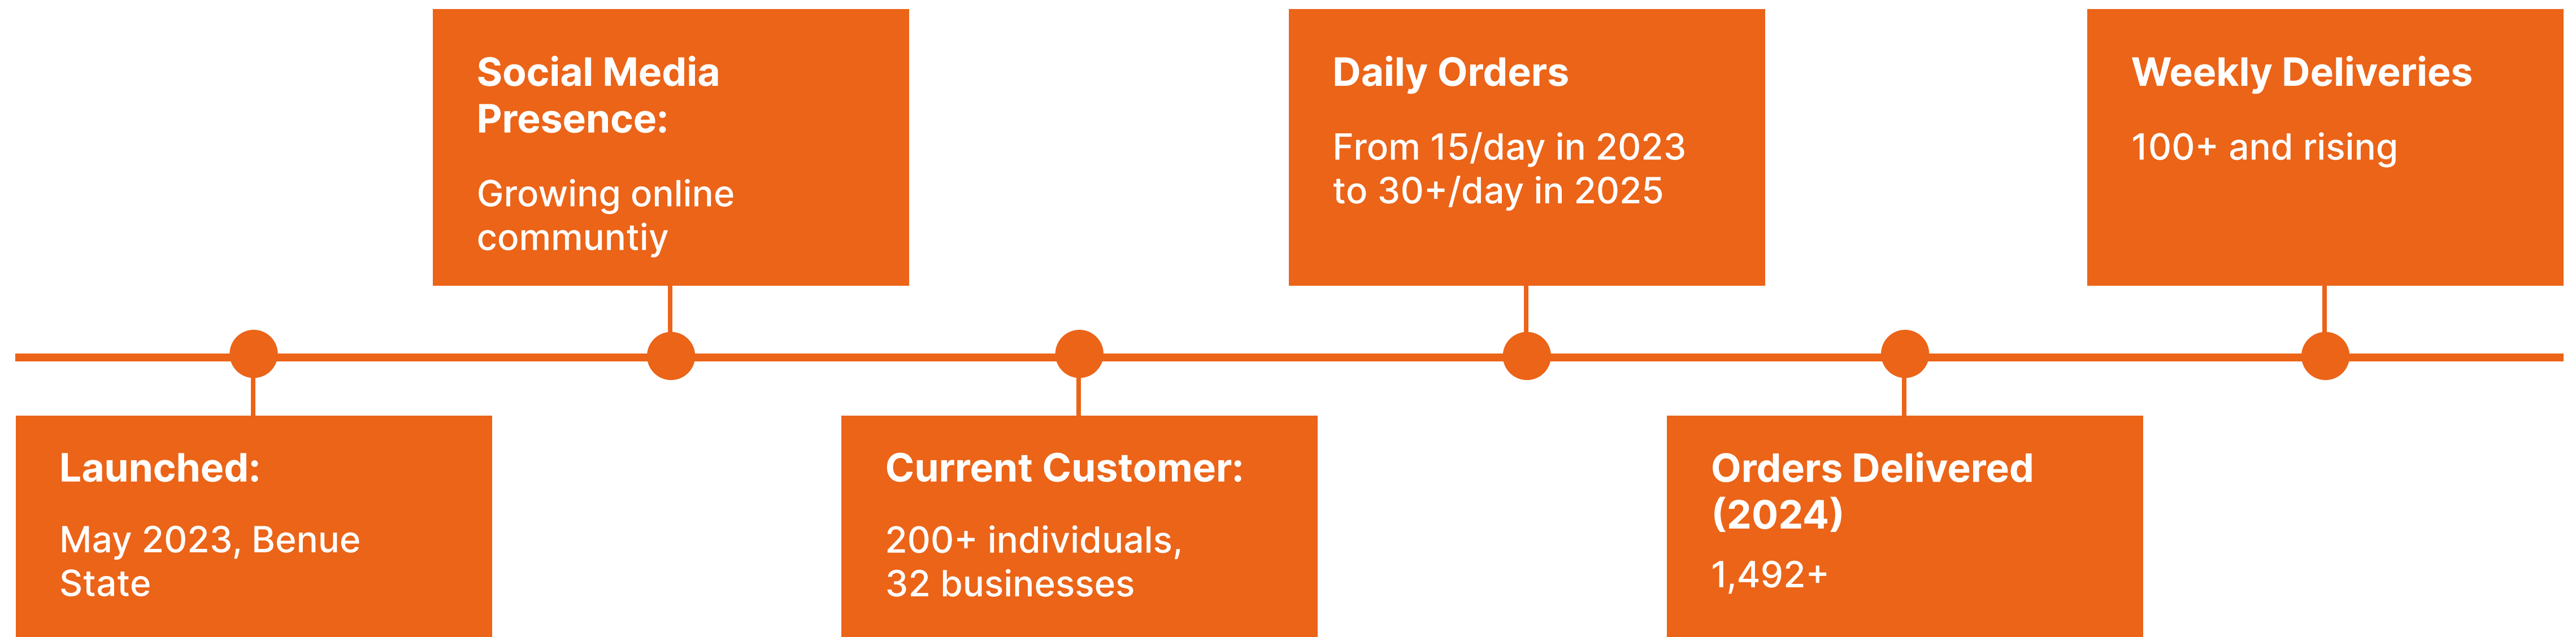 Launched:
May 2023, Benue
State
Social Media
Presence:
Growing online
communtiy
Current Customer:
200+ individuals,
32 businesses
Daily Orders
From 15/day in 2023
to 30+/day in 2025
Orders Delivered
(2024)
1,492+
Weekly Deliveries
100+ and rising